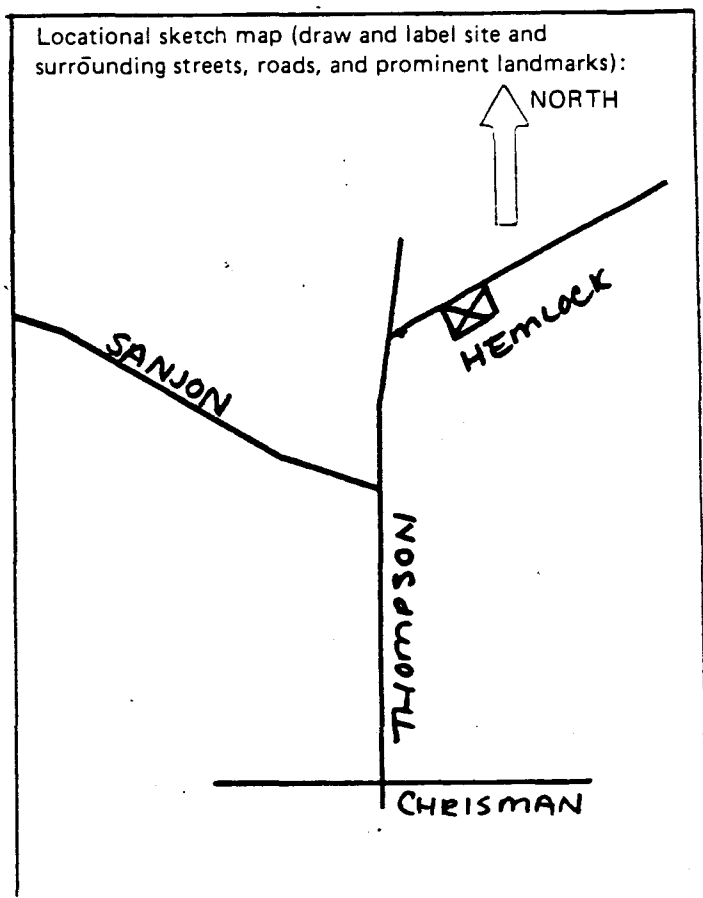 Locational sketch map (draw and label site and
surrounding streets, roads, and prominent landmarks):
NORTH
HEMLOCK
SANJON
THOMPSON
CHRISMAN